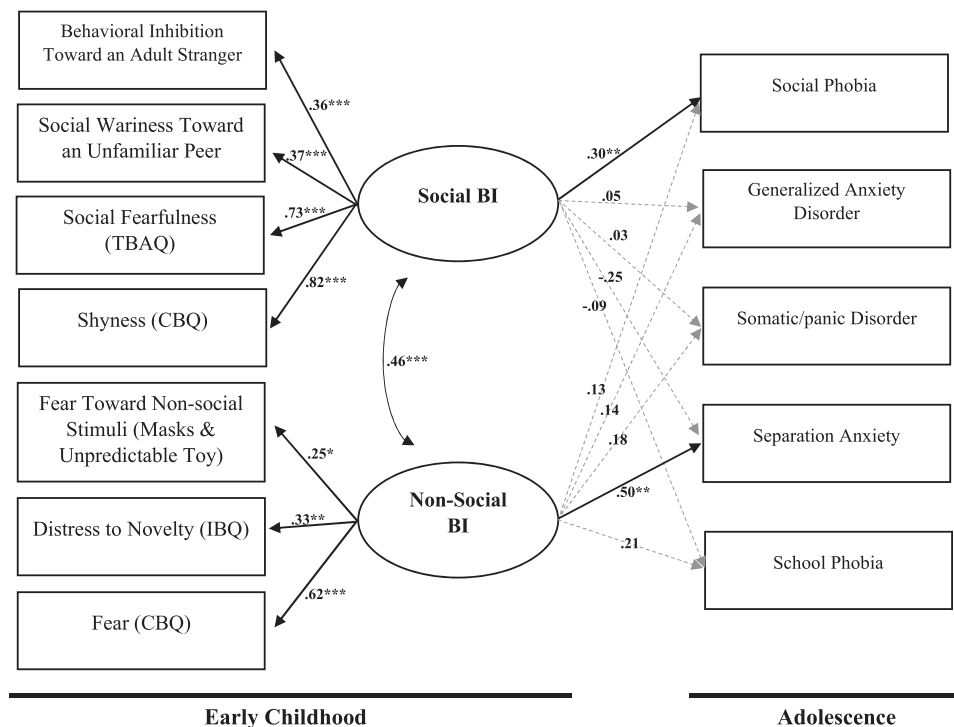 Behavioral Inhibition
Toward an Adult Stranger
Social Wariness Toward
an Unfamiliar Peer
Social Fearfulness
(TBAQ)
Shyness (CBQ)
Fear Toward Non-social
Stimuli (Masks &
Unpredictable Toy)
Distress to Novelty (IBQ)
Fear (CBQ)
.36***
.37***
.73***
.82***
.25*
.33**
.62***
Social BI
.46***
Non-Social
BI
.30**
.05
.03
-.25
-.09
.13
.14
.18
.50**
.21
Social Phobia
Generalized Anxiety
Disorder
Somatic/panic Disorder
Separation Anxiety
School Phobia
Early Childhood
Adolescence